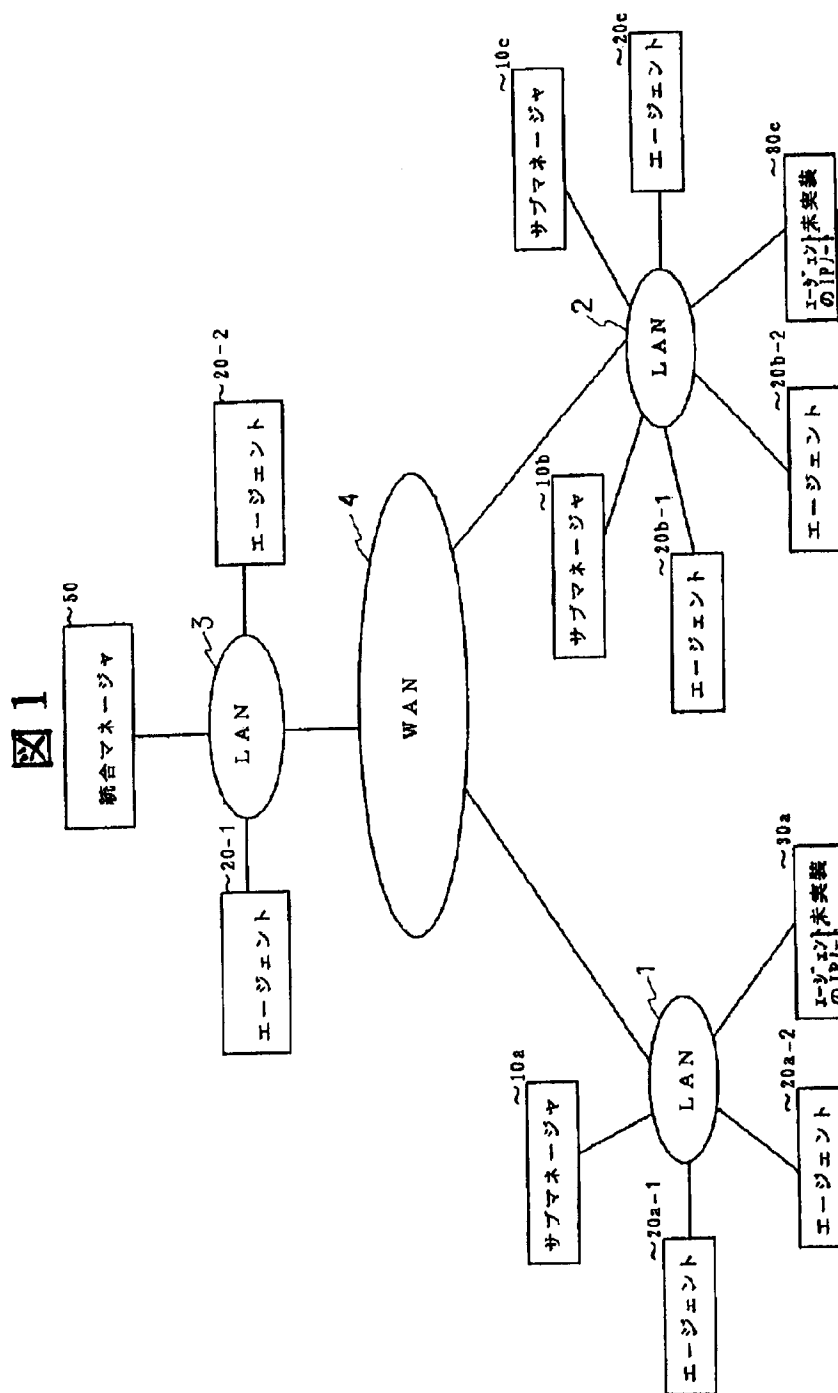 図1
統合マネージャ
~50
LAN
3
エージェント
~20-1
エージェント
~20-2
WAN
4
サブマネージャ
~10a
LAN
1
エージェント
~20a-1
エージェント
~20a-2
エージェント未実装
のIPノード
~30a
サブマネージャ
~10b
サブマネージャ
~10c
LAN
2
エージェント
~20b-1
エージェント
~20b-2
エージェント
~20c
エージェント未実装
のIPノード
~30c